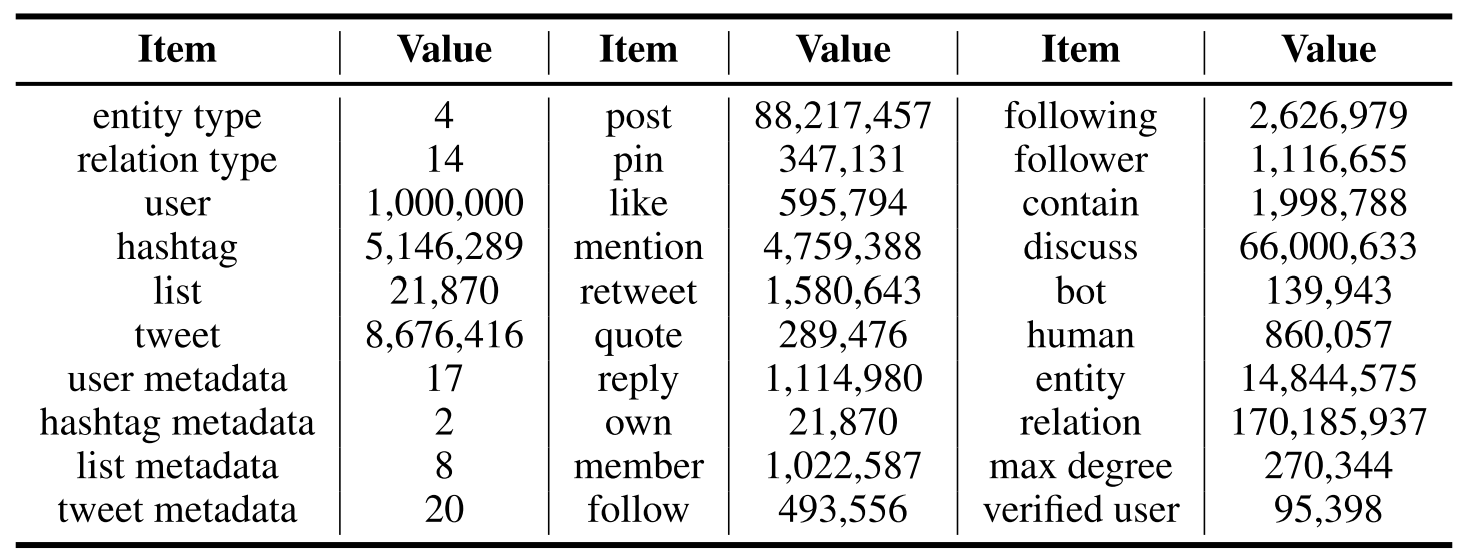 Item Value Item Value Item Value
entity type 4 post 88,217,457 following 2,626,979
relation type 14 pin 347,131 follower 1,116,655
user 1,000,000 like 595,794 contain 1,998,788
hashtag 5,146,289 mention 4,759,388 discuss 66,000,633
list 21,870 retweet 1,580,643 bot 139,943
tweet 8,676,416 quote 289,476 human 860,057
user metadata 17 reply 1,114,980 entity 14,844,575
hashtag metadata 2 own 21,870 relation 170,185,937
list metadata 8 member 1,022,587 max degree 270,344
tweet metadata 20 follow 493,556 verified user 95,398